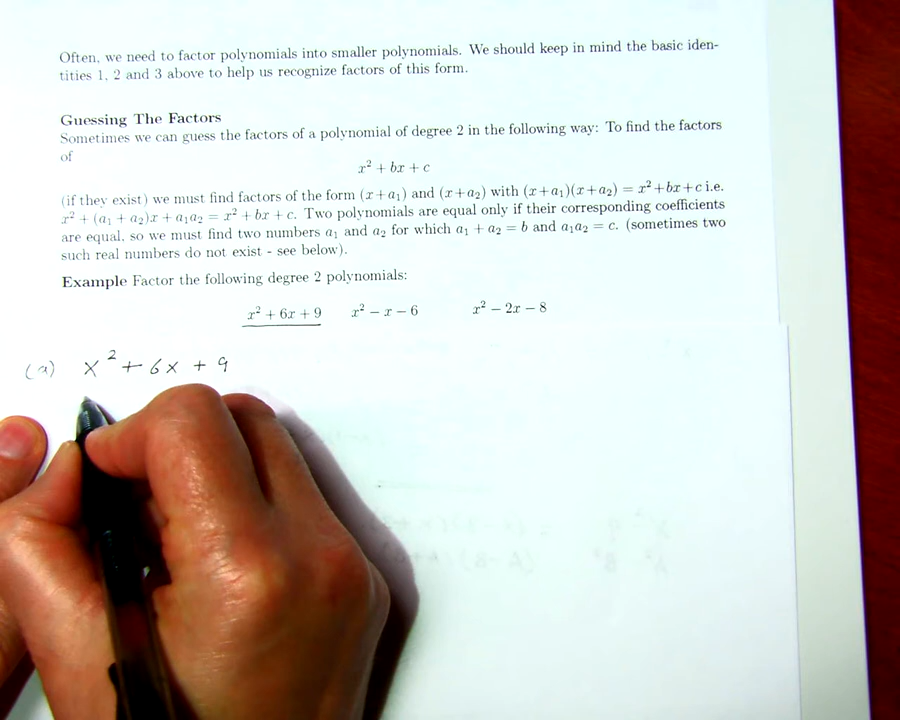 Often, we need to factor polynomials into smaller polynomials. We should keep in mind the basic iden-
tities 1, 2 and 3 above to help us recognize factors of this form.
Guessing The Factors
Sometimes we can guess the factors of a polynomial of degree 2 in the following way: To find the factors
of
x² + bx + c
(if they exist) we must find factors of the form (x + a₁) and (x + a₂) with (x + a₁)(x + a₂) = x² + bx + c i.e.
x² + (a₁ + a₂)x + a₁a₂ = x² + bx + c. Two polynomials are equal only if their corresponding coefficients
are equal, so we must find two numbers a₁ and a₂ for which a₁ + a₂ = b and a₁a₂ = c. (sometimes two
such real numbers do not exist - see below).
Example Factor the following degree 2 polynomials:
x² + 6x + 9 x² − x − 6 x² − 2x − 8
(a) x² + 6x + 9